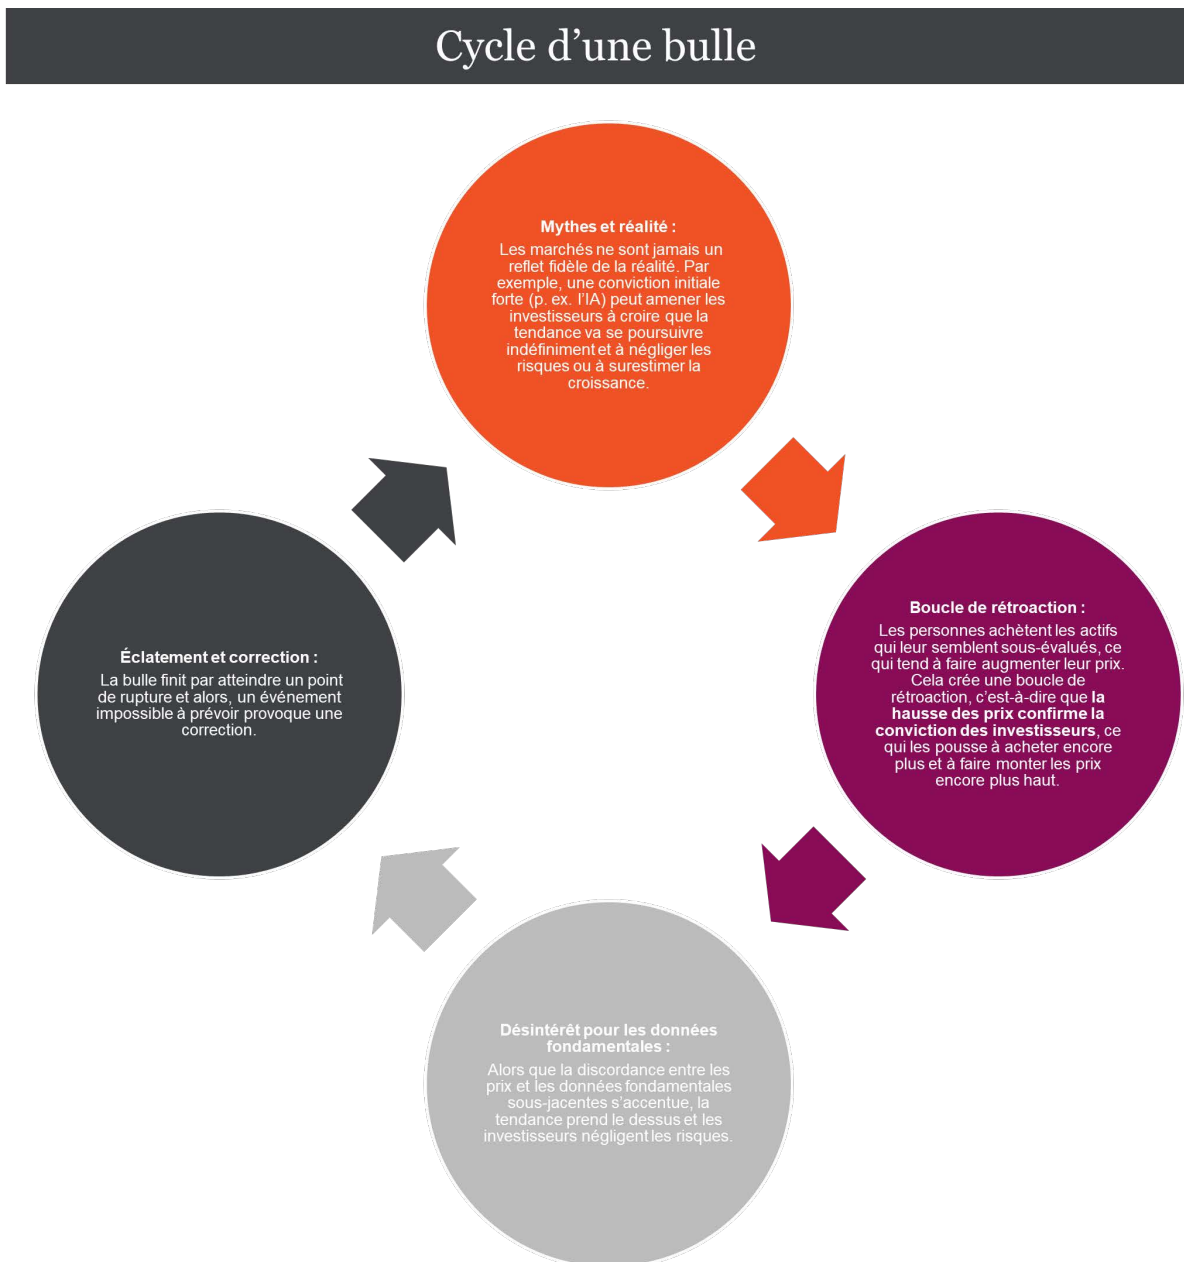 Cycle d’une bulle
Mythes et réalité :
Les marchés ne sont jamais un
reflet fidèle de la réalité. Par
exemple, une conviction initiale
forte (p. ex. l’IA) peut amener les
investisseurs à croire que la
tendance va se poursuivre
indéfiniment et à négliger les
risques ou à surestimer la
croissance.
Boucle de rétroaction :
Les personnes achètent les actifs
qui leur semblent sous-évalués, ce
qui tend à faire augmenter leur prix.
Cela crée une boucle de
rétroaction, c’est-à-dire que la
hausse des prix confirme la
conviction des investisseurs, ce
qui les pousse à acheter encore
plus et à faire monter les prix
encore plus haut.
Désintérêt pour les données
fondamentales :
Alors que la discordance entre les
prix et les données fondamentales
sous-jacentes s’accentue, la
tendance prend le dessus et les
investisseurs négligent les risques.
Éclatement et correction :
La bulle finit par atteindre un point
de rupture et alors, un événement
impossible à prévoir provoque une
correction.